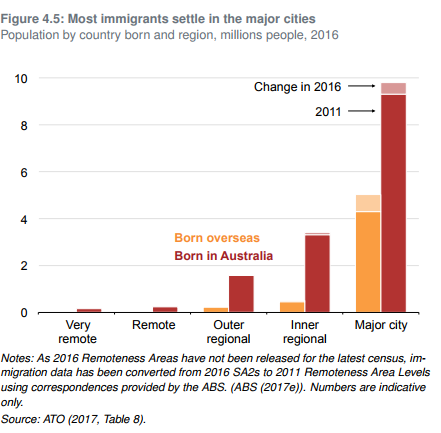 Figure 4.5: Most immigrants settle in the major cities
Population by country born and region, millions people, 2016
10
8
6
4
2
0
Change in 2016
2011
Born overseas
Born in Australia
Very
remote
Remote
Outer
regional
Inner
regional
Major city
Notes: As 2016 Remoteness Areas have not been released for the latest census, im-
migration data has been converted from 2016 SA2s to 2011 Remoteness Area Levels
using correspondences provided by the ABS. (ABS (2017e)). Numbers are indicative
only.
Source: ATO (2017, Table 8).